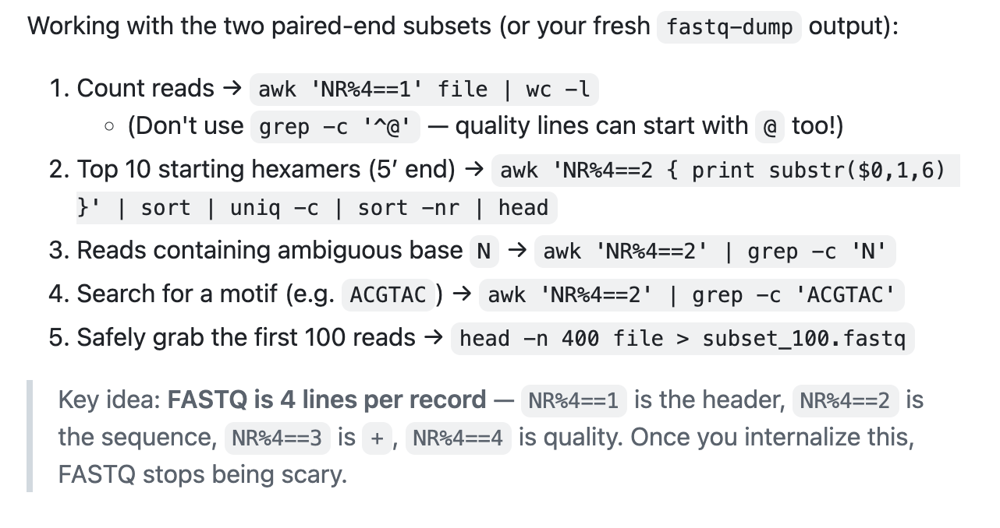 Working with the two paired-end subsets (or your fresh fastq-dump output):
1. Count reads → awk 'NR%4==1' file | wc -l
○ (Don't use grep -c '^@' — quality lines can start with @ too!)
2. Top 10 starting hexamers (5′ end) → awk 'NR%4==2 { print substr($0,1,6)
}' | sort | uniq -c | sort -nr | head
3. Reads containing ambiguous base N → awk 'NR%4==2' | grep -c 'N'
4. Search for a motif (e.g. ACGTAC ) → awk 'NR%4==2' | grep -c 'ACGTAC'
5. Safely grab the first 100 reads → head -n 400 file > subset_100.fastq
Key idea: FASTQ is 4 lines per record — NR%4==1 is the header, NR%4==2 is
the sequence, NR%4==3 is + , NR%4==4 is quality. Once you internalize this,
FASTQ stops being scary.